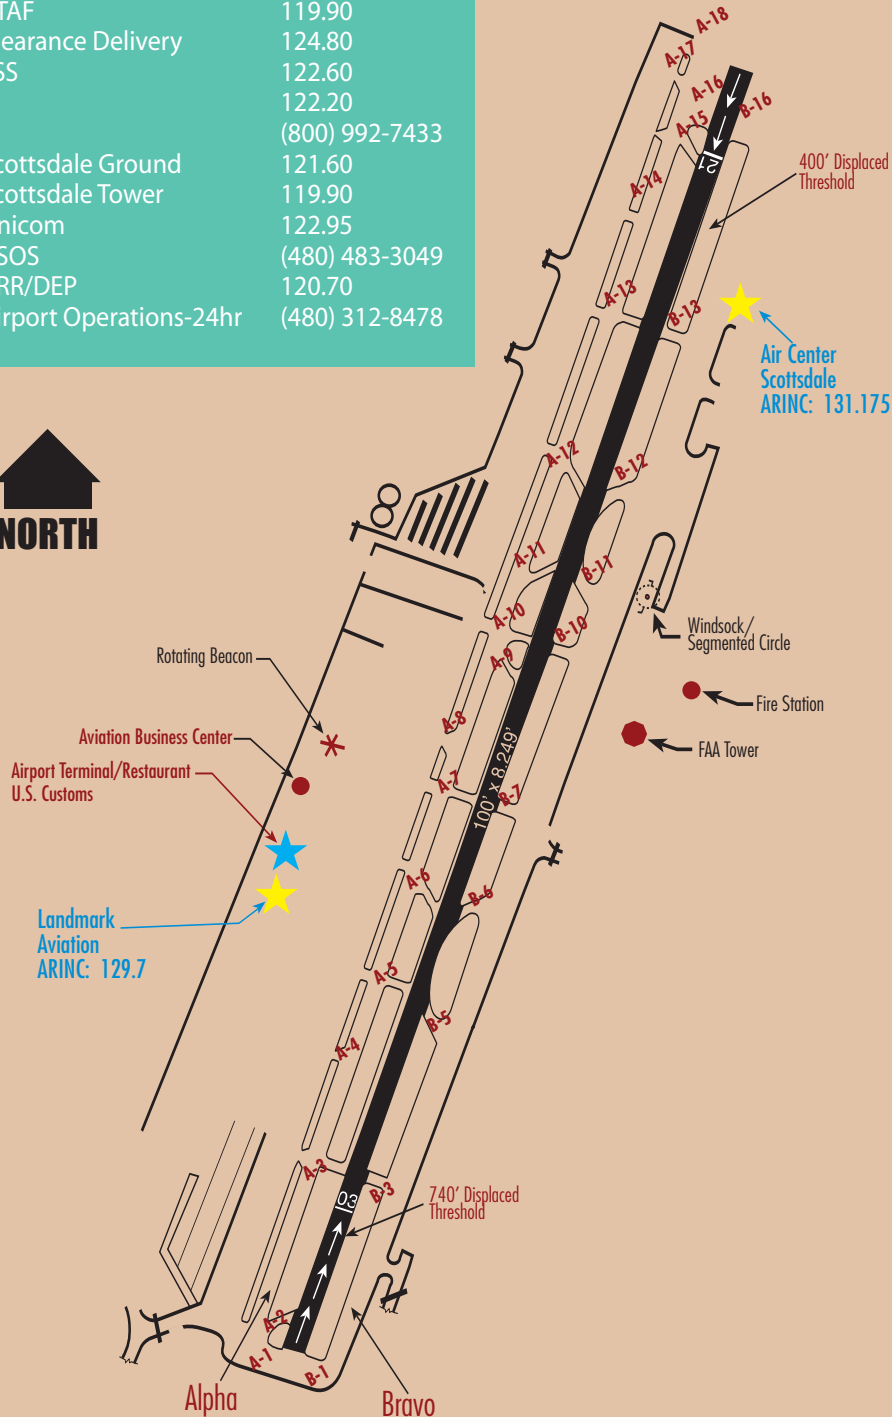 TAF 119.90
earance Delivery 124.80
SS 122.60
122.20
(800) 992-7433
cottsdale Ground 121.60
cottsdale Tower 119.90
nicom 122.95
SOS (480) 483-3049
RR/DEP 120.70
irport Operations-24hr (480) 312-8478
NORTH
A-18
A-17
A-16
B-16
A-15
21
400' Displaced
Threshold
A-14
A-13
B-13
Air Center
Scottsdale
ARINC: 131.175
A-12
B-12
A-11
B-11
A-10
B-10
Windsock/
Segmented Circle
A-9
Rotating Beacon
Fire Station
A-8
Aviation Business Center
FAA Tower
Airport Terminal/Restaurant
U.S. Customs
A-7
B-7
100' x 8.249'
A-6
B-6
Landmark
Aviation
ARINC: 129.7
A-5
B-5
A-4
A-3
B-3
03
740' Displaced
Threshold
A-2
A-1
B-1
Alpha
Bravo